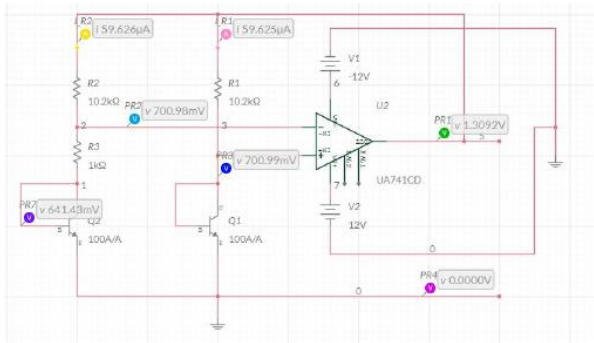 R2
i 59.626µA
R1
i 59.625µA
V1
-12V
6
R2
10.2kΩ
R1
10.2kΩ
U2
PR2
v 700.98mV
PR1
v 1.3092V
2
3
5
R3
1kΩ
PR3
v 700.99mV
UA741CD
1
7
PR7
v 641.43mV
V2
12V
Q2
Q1
100A/A
100A/A
0
PR4
v 0.0000V
0